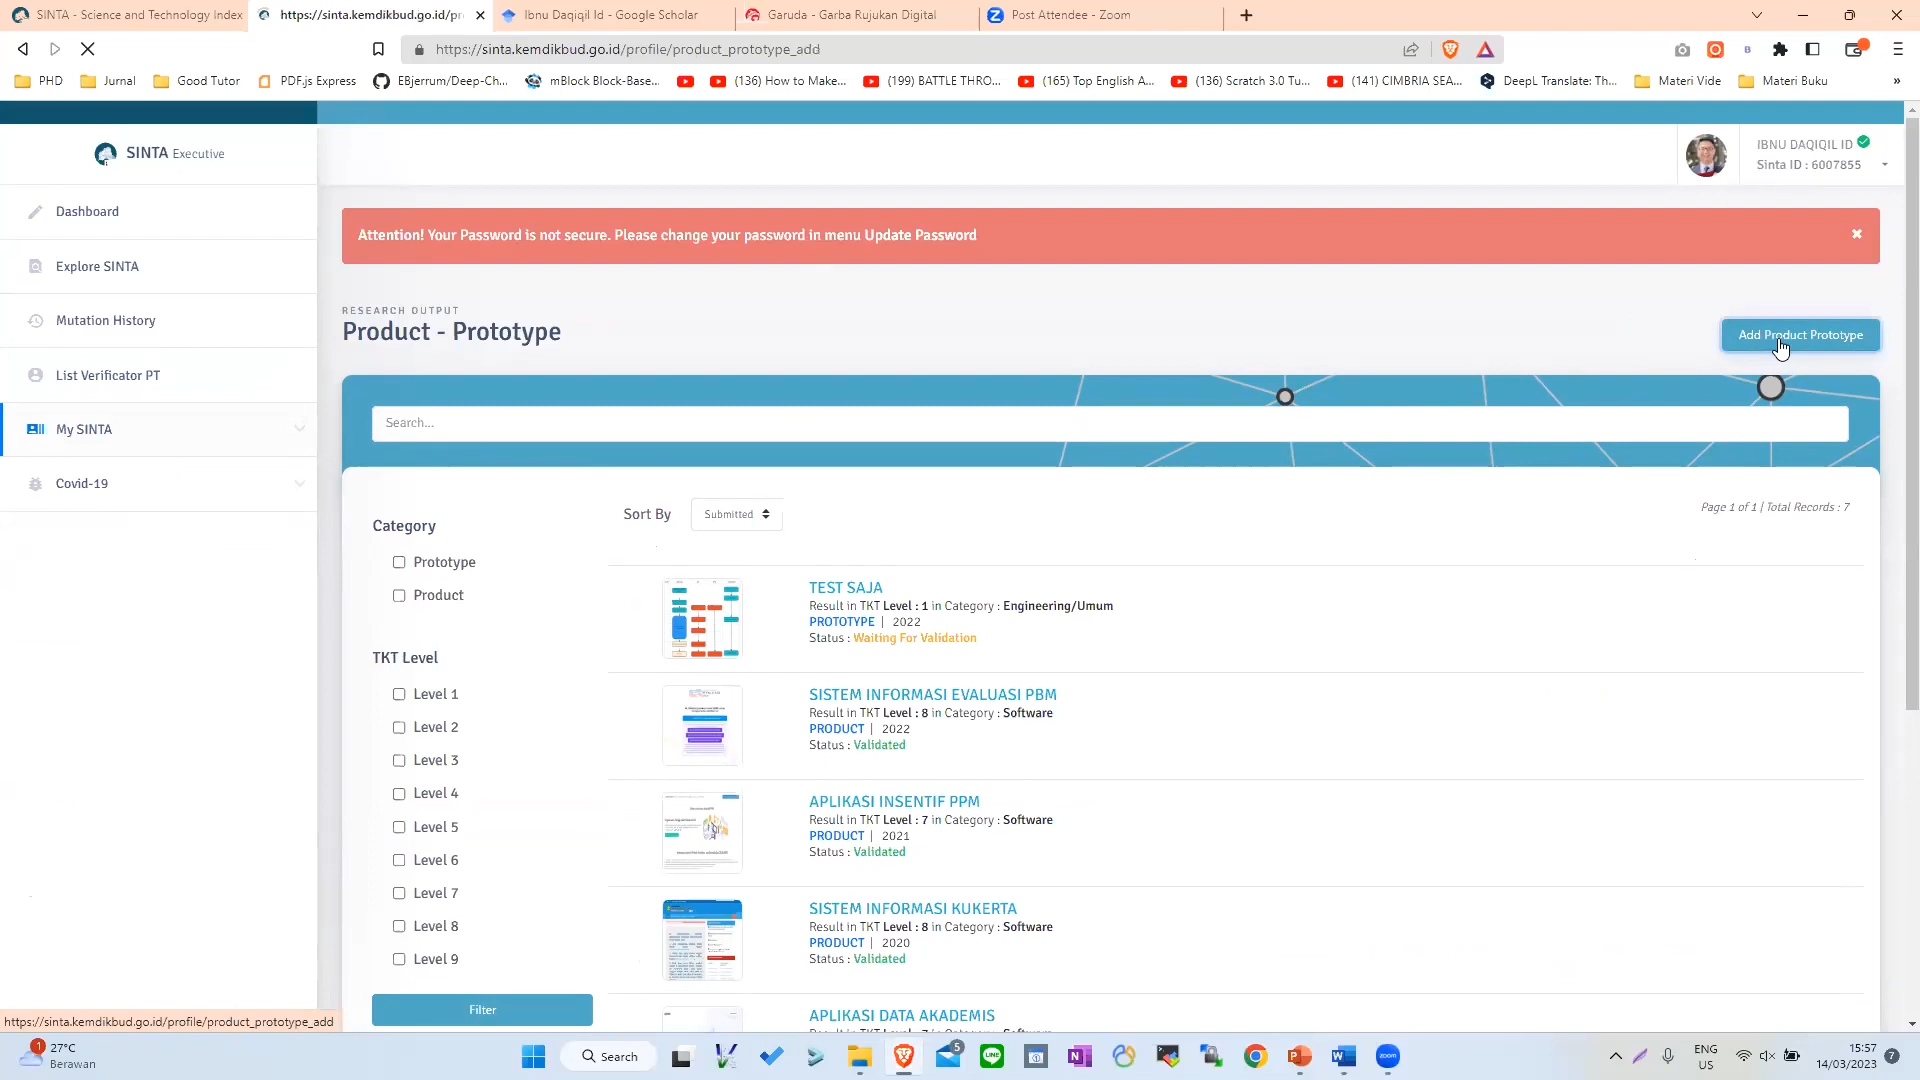 SINTA - Science and Technology Index
https://sinta.kemdikbud.go.id/pr
Ibnu Daqiqil Id - Google Scholar
Garuda - Garba Rujukan Digital
Post Attendee - Zoom
https://sinta.kemdikbud.go.id/profile/product_prototype_add
PHD
Jurnal
Good Tutor
PDF.js Express
EBjerrum/Deep-Ch...
mBlock Block-Base...
(136) How to Make...
(199) BATTLE THRO...
(165) Top English A...
(136) Scratch 3.0 Tu...
(141) CIMBRIA SEA...
DeepL Translate: Th...
Materi Vide
Materi Buku
»
SINTA Executive
IBNU DAQIQIL ID
Sinta ID : 6007855
Dashboard
Explore SINTA
Mutation History
List Verificator PT
My SINTA
Covid-19
Attention! Your Password is not secure. Please change your password in menu Update Password
RESEARCH OUTPUT
Product - Prototype
Add Product Prototype
Search...
Category
Prototype
Product
TKT Level
Level 1
Level 2
Level 3
Level 4
Level 5
Level 6
Level 7
Level 8
Level 9
Filter
Sort By
Submitted
Page 1 of 1 | Total Records : 7
TEST SAJA
Result in TKT Level : 1 in Category : Engineering/Umum
PROTOTYPE | 2022
Status : Waiting For Validation
SISTEM INFORMASI EVALUASI PBM
Result in TKT Level : 8 in Category : Software
PRODUCT | 2022
Status : Validated
APLIKASI INSENTIF PPM
Result in TKT Level : 7 in Category : Software
PRODUCT | 2021
Status : Validated
SISTEM INFORMASI KUKERTA
Result in TKT Level : 8 in Category : Software
PRODUCT | 2020
Status : Validated
APLIKASI DATA AKADEMIS
https://sinta.kemdikbud.go.id/profile/product_prototype_add
1
27°C
Berawan
Search
5
LINE
zoom
ENG
US
15:57
14/03/2023
7